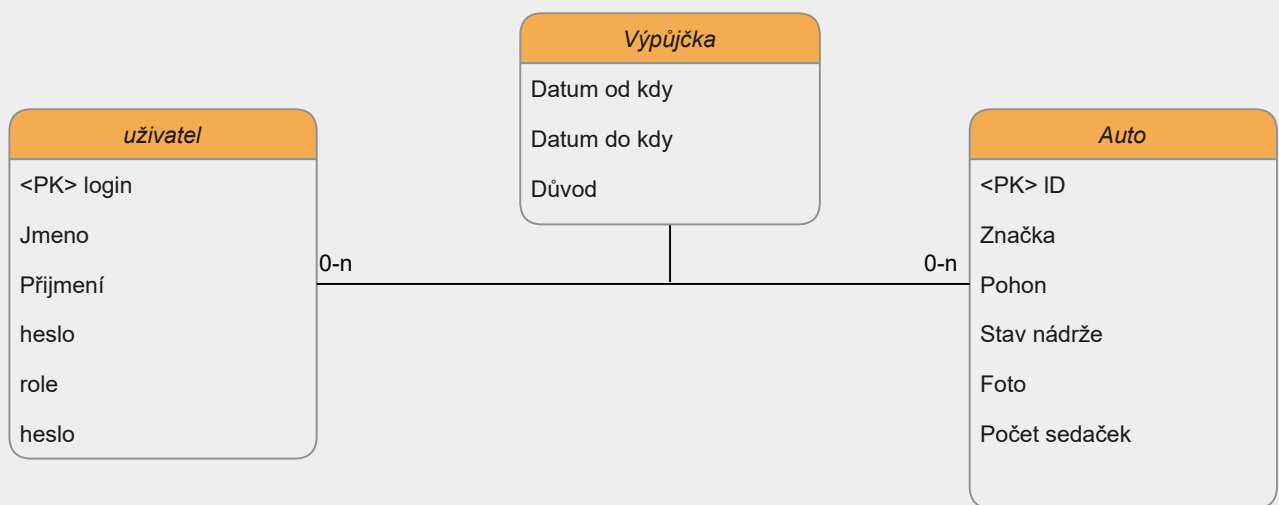 Výpůjčka
Datum od kdy
Datum do kdy
Důvod
uživatel
<PK> login
Jmeno
Přijmení
heslo
role
heslo
0-n
0-n
Auto
<PK> ID
Značka
Pohon
Stav nádrže
Foto
Počet sedaček